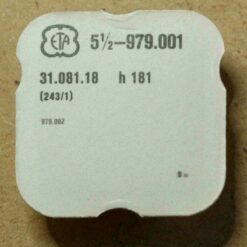 ETA 5½–979.001
31.081.18 h 181
(243/1)
979.002